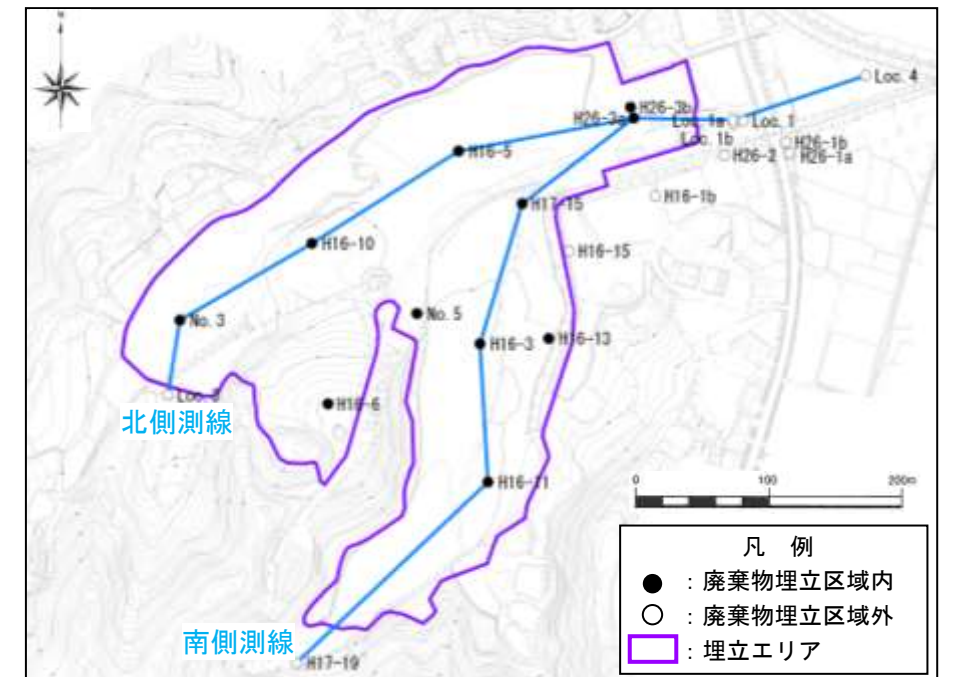 Loc. 4
H26-3b
H26-3a
Loc. 1a
Loc. 1
Loc. 1b
H26-1b
H26-2
H26-1a
H16-5
H16-1b
H17-15
H16-10
H16-15
No. 5
No. 3
H16-3
H16-13
Loc. 3
H16-6
北側測線
H16-11
0
100
200m
凡 例
● : 廃棄物埋立区域内
○ : 廃棄物埋立区域外
: 埋立エリア
南側測線
H17-19